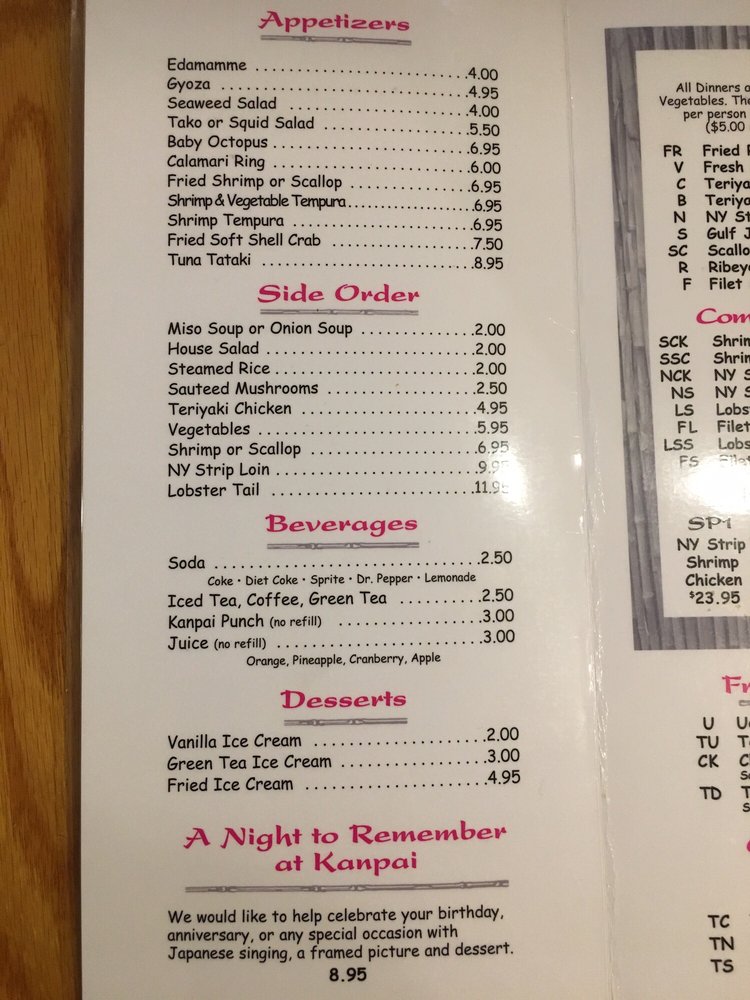 Appetizers
Edamamme 4.00
Gyoza 4.95
Seaweed Salad 4.00
Tako or Squid Salad 5.50
Baby Octopus 6.95
Calamari Ring 6.00
Fried Shrimp or Scallop 6.95
Shrimp & Vegetable Tempura 6.95
Shrimp Tempura 6.95
Fried Soft Shell Crab 7.50
Tuna Tataki 8.95
Side Order
Miso Soup or Onion Soup 2.00
House Salad 2.00
Steamed Rice 2.00
Sauteed Mushrooms 2.50
Teriyaki Chicken 4.95
Vegetables 5.95
Shrimp or Scallop 6.95
NY Strip Loin 9.95
Lobster Tail 11.95
Beverages
Soda 2.50
Coke • Diet Coke • Sprite • Dr. Pepper • Lemonade
Iced Tea, Coffee, Green Tea 2.50
Kanpai Punch (no refill) 3.00
Juice (no refill) 3.00
Orange, Pineapple, Cranberry, Apple
Desserts
Vanilla Ice Cream 2.00
Green Tea Ice Cream 3.00
Fried Ice Cream 4.95
A Night to Remember
at Kanpai
We would like to help celebrate your birthday,
anniversary, or any special occasion with
Japanese singing, a framed picture and dessert.
8.95
All Dinners
Vegetables.
per person
($5.00
FR Fried
V Fresh
C
B
N NY
S Gulf
SC
R
F Filet
SCK
SSC
NCK NY
NS NY
LS
FL Filet
LSS
FS
SP1
NY Strip
Shrimp
Chicken
$23.95
U
TU
CK
TD
TC
TN
TS